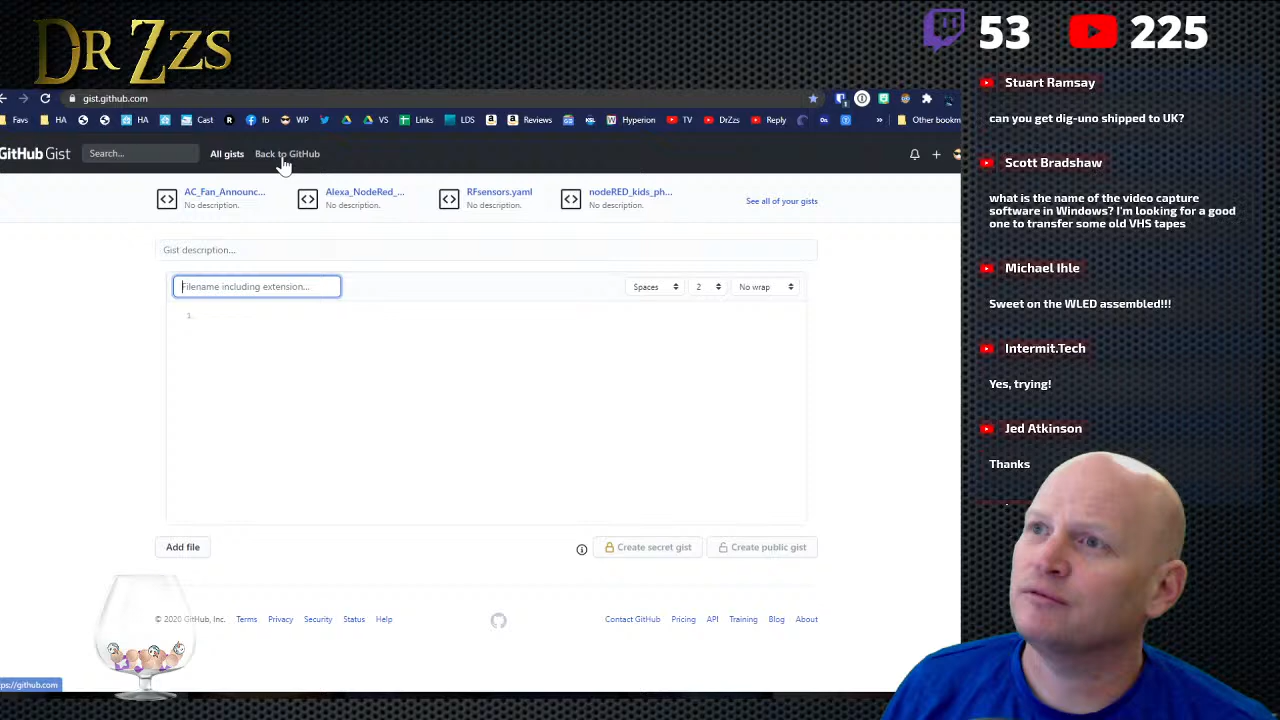 DR ZZS
53
225
gist.github.com
Favs
HA
HA
Cast
fb
WP
VS
Links
LDS
Reviews
Hyperion
TV
DrZzs
Reply
Other bookm
GitHub Gist
Search...
All gists
Back to GitHub
AC_Fan_Announc...
No description.
Alexa_NodeRed_...
No description.
RFsensors.yaml
No description.
nodeRED_kids_ph...
No description.
See all of your gists
Gist description...
Filename including extension...
Spaces
2
No wrap
1
Add file
Create secret gist
Create public gist
© 2020 GitHub, Inc.
Terms
Privacy
Security
Status
Help
Contact GitHub
Pricing
API
Training
Blog
About
ps://github.com
Stuart Ramsay
can you get dig-uno shipped to UK?
Scott Bradshaw
what is the name of the video capture
software in Windows? I'm looking for a good
one to transfer some old VHS tapes
Michael Ihle
Sweet on the WLED assembled!!!
Intermit.Tech
Yes, trying!
Jed Atkinson
Thanks